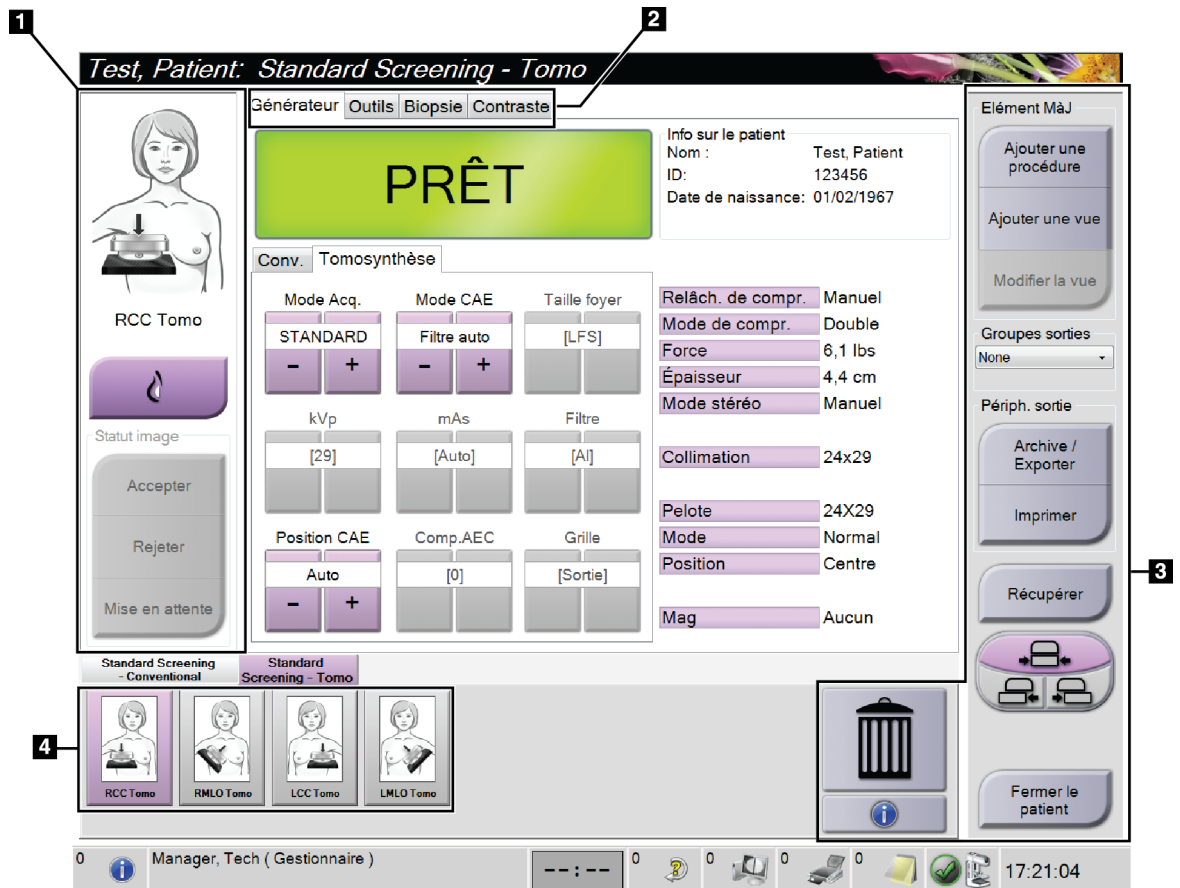 1
2
Test, Patient: Standard Screening - Tomo
RCC Tomo
Statut image
Accepter
Rejeter
Mise en attente
Générateur Outils Biopsie Contraste
PRÊT
Info sur le patient
Nom : Test, Patient
ID: 123456
Date de naissance: 01/02/1967
Conv. Tomosynthèse
Mode Acq. Mode CAE Taille foyer
STANDARD Filtre auto [LFS]
- + - +
kVp mAs Filtre
[29] [Auto] [Al]
Position CAE Comp.AEC Grille
Auto [0] [Sortie]
- +
Relâch. de compr. Manuel
Mode de compr. Double
Force 6,1 lbs
Épaisseur 4,4 cm
Mode stéréo Manuel
Collimation 24x29
Pelote 24X29
Mode Normal
Position Centre
Mag Aucun
Elément MàJ
Ajouter une
procédure
Ajouter une vue
Modifier la vue
Groupes sorties
None
Périph. sortie
Archive /
Exporter
Imprimer
3
Récupérer
Fermer le
patient
Standard Screening
- Conventional
Standard
Screening - Tomo
4
RCC Tomo RMLO Tomo LCC Tomo LMLO Tomo
0 Manager, Tech ( Gestionnaire ) --:-- 0 0 0 0 17:21:04